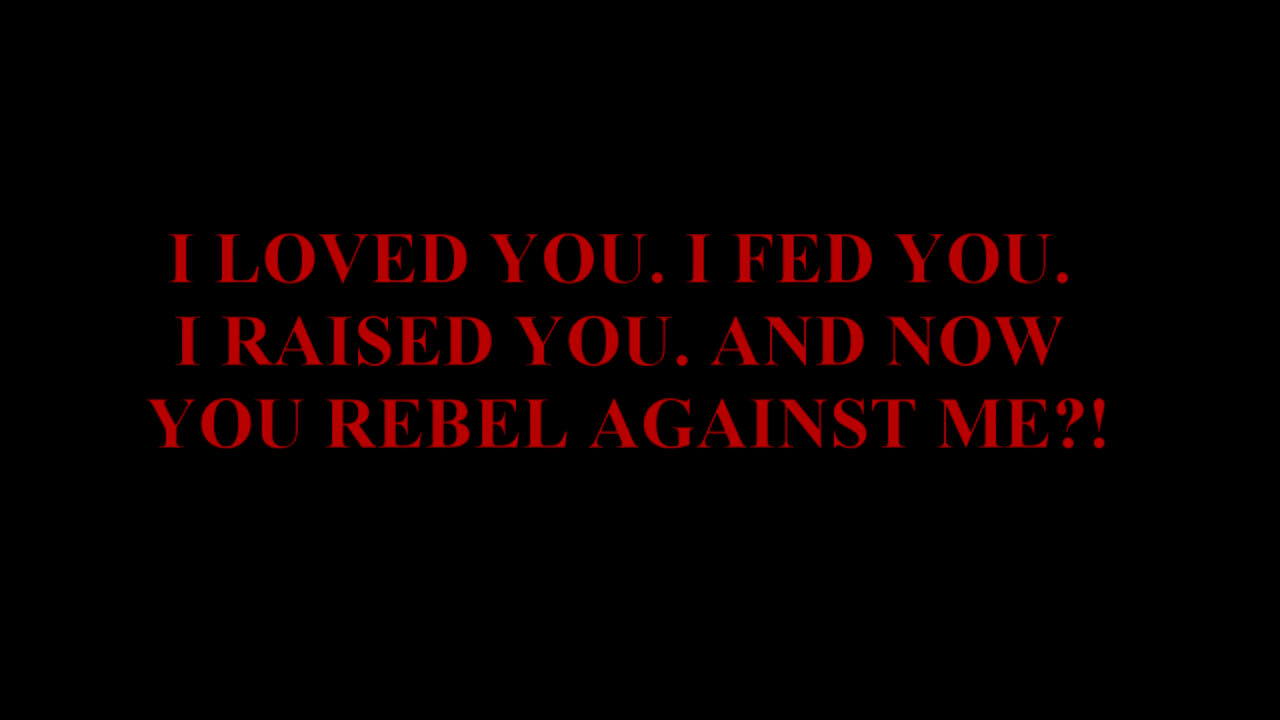 I LOVED YOU. I FED YOU.
I RAISED YOU. AND NOW
YOU REBEL AGAINST ME?!